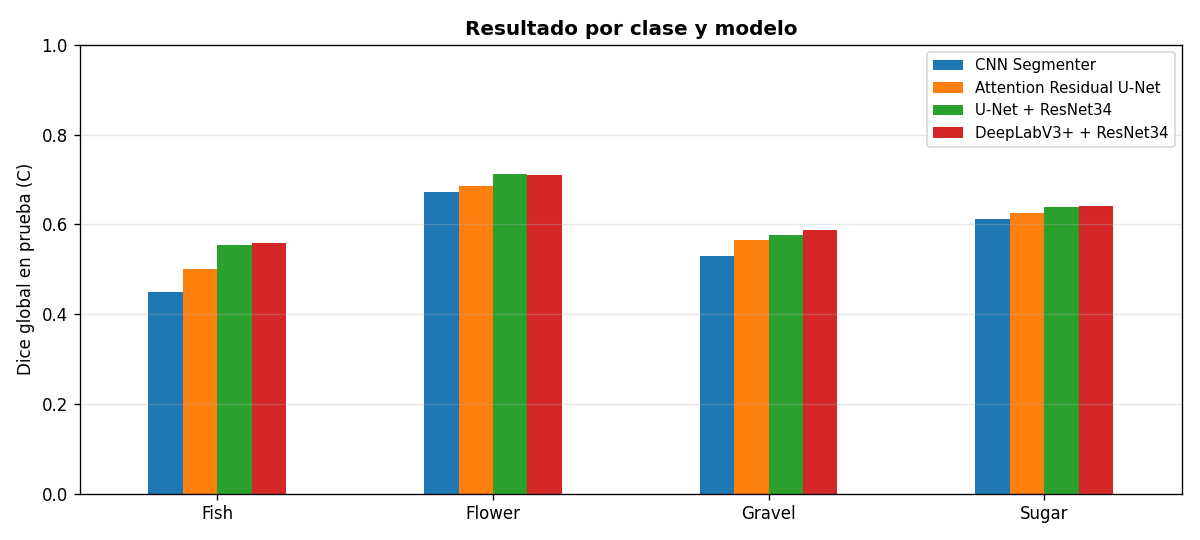 Resultado por clase y modelo
Dice global en prueba (C)
1.0
0.8
0.6
0.4
0.2
0.0
CNN Segmenter
Attention Residual U-Net
U-Net + ResNet34
DeepLabV3+ + ResNet34
Fish
Flower
Gravel
Sugar